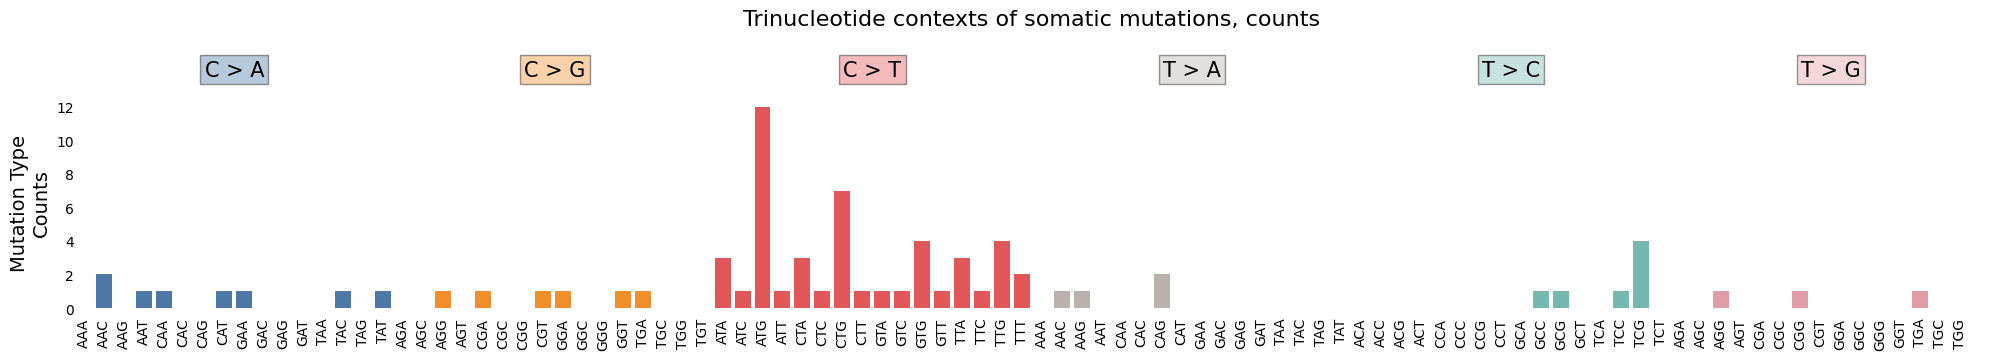 Trinucleotide contexts of somatic mutations, counts
C > A C > G C > T T > A T > C T > G
Mutation Type
Counts
12
10
8
6
4
2
0
AAA AAC AAG AAT CAA CAC CAG CAT GAA GAC GAG GAT TAA TAC TAG TAT AGA AGC AGG AGT CGA CGC CGG CGT GGA GGC GGG GGT TGA TGC TGG TGT ATA ATC ATG ATT CTA CTC CTG CTT GTA GTC GTG GTT TTA TTC TTG TTT AAA AAC AAG AAT CAA CAC CAG CAT GAA GAC GAG GAT TAA TAC TAG TAT ACA ACC ACG ACT CCA CCC CCG CCT GCA GCC GCG GCT TCA TCC TCG TCT AGA AGC AGG AGT CGA CGC CGG CGT GGA GGC GGG GGT TGA TGC TGG